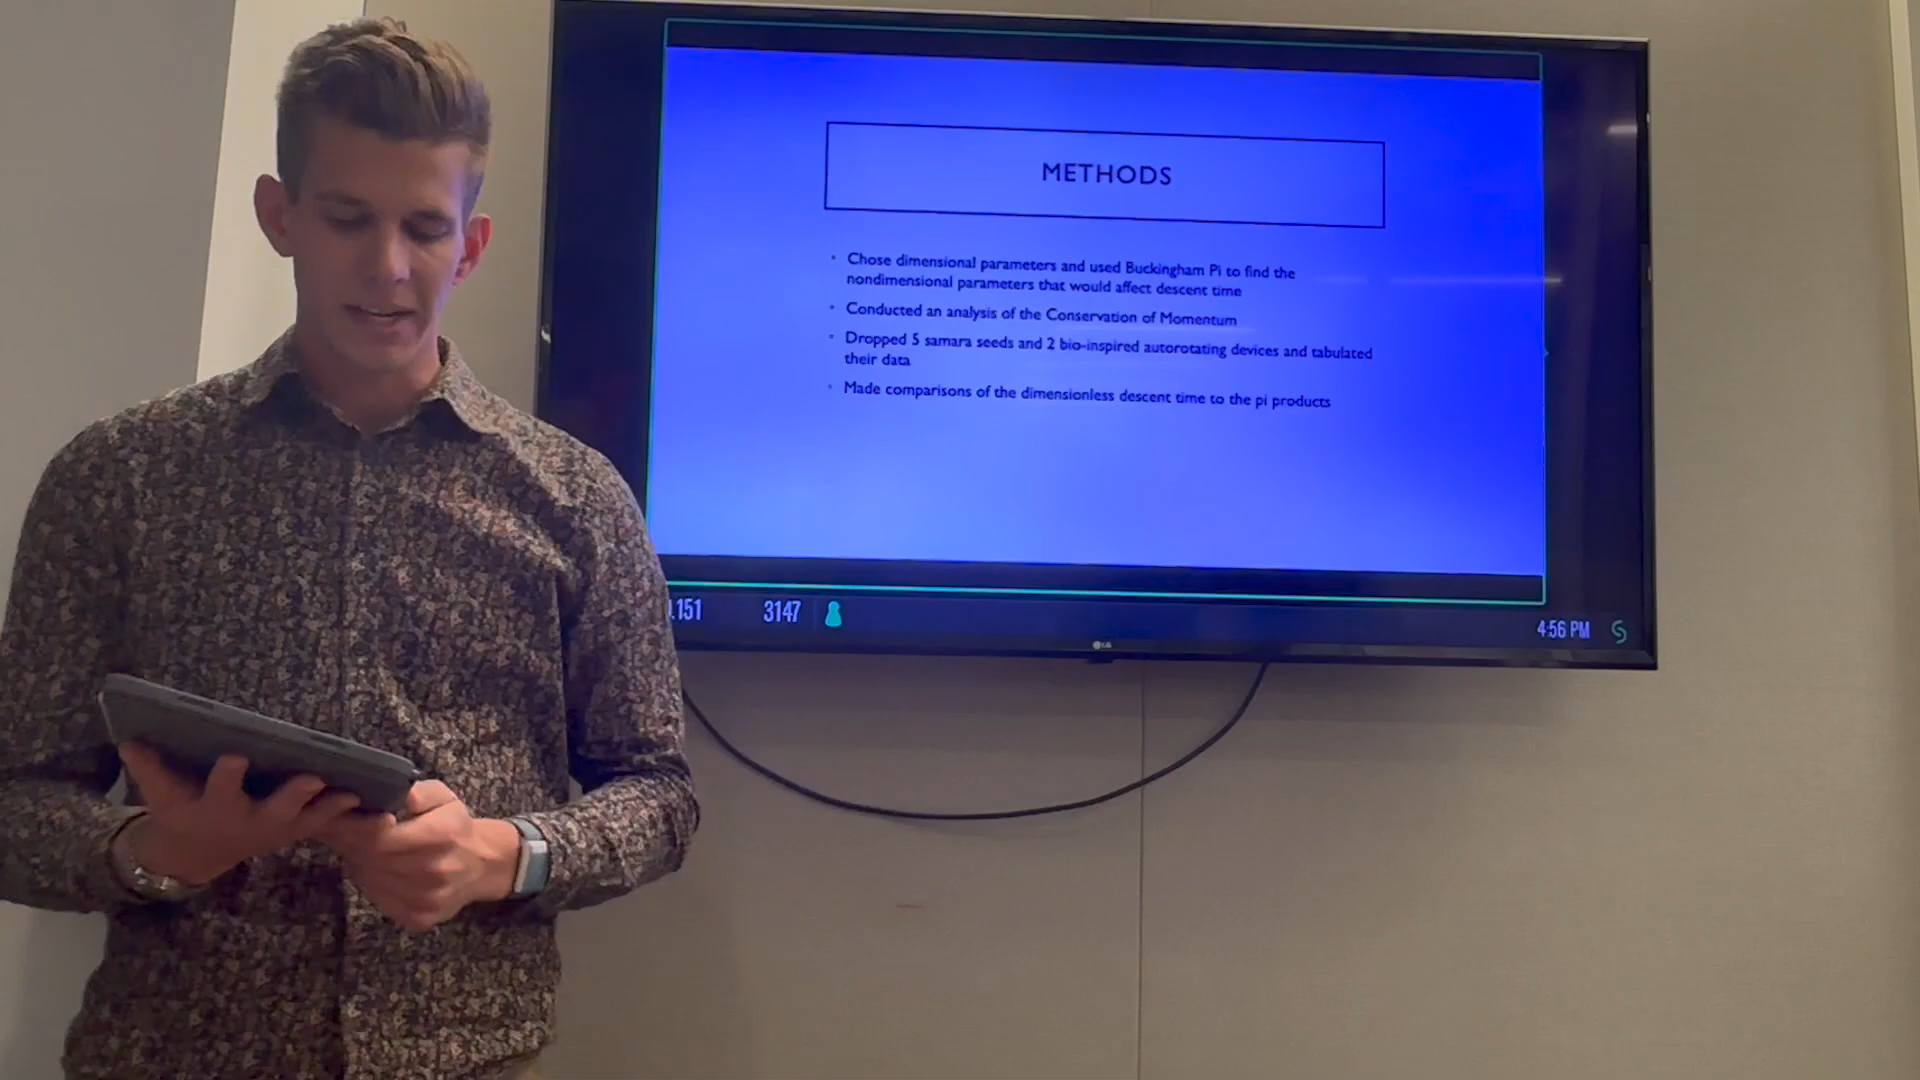 METHODS
• Chose dimensional parameters and used Buckingham Pi to find the
nondimensional parameters that would affect descent time
• Conducted an analysis of the Conservation of Momentum
• Dropped 5 samara seeds and 2 bio-inspired autorotating devices and tabulated
their data
• Made comparisons of the dimensionless descent time to the pi products
.151 3147
4:56 PM
LG